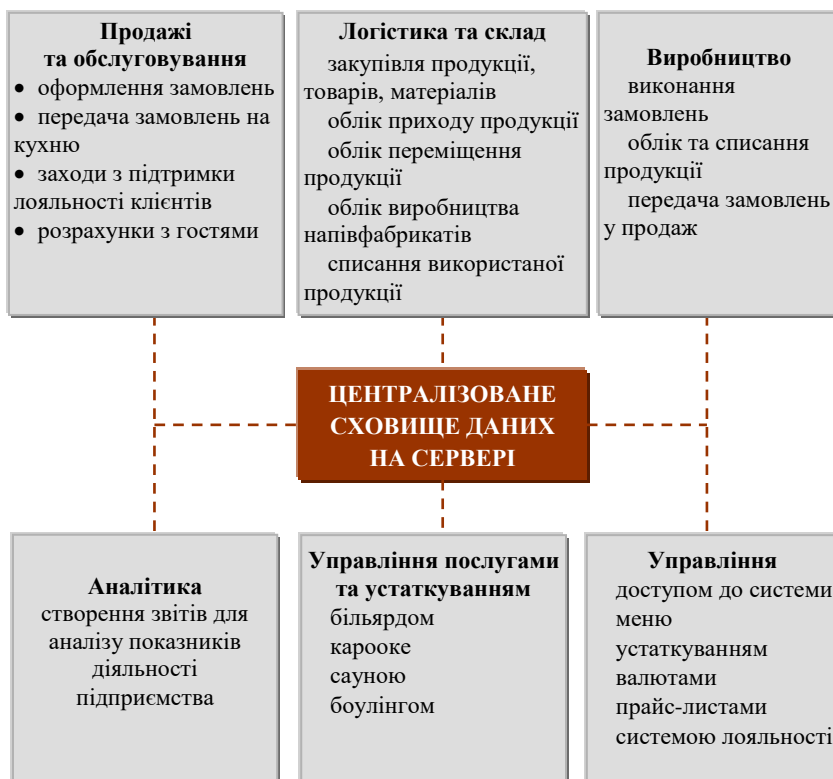 Продажі
та обслуговування
• оформлення замовлень
• передача замовлень на
кухню
• заходи з підтримки
лояльності клієнтів
• розрахунки з гостями
Логістика та склад
закупівля продукції,
товарів, матеріалів
облік приходу продукції
облік переміщення
продукції
облік виробництва
напівфабрикатів
списання використаної
продукції
Виробництво
виконання
замовлень
облік та списання
продукції
передача замовлень
у продаж
ЦЕНТРАЛІЗОВАНЕ
СХОВИЩЕ ДАНИХ
НА СЕРВЕРІ
Аналітика
створення звітів для
аналізу показників
діяльності
підприємства
Управління послугами
та устаткуванням
більярдом
карооке
сауною
боулінгом
Управління
доступом до системи
меню
устаткуванням
валютами
прайс-листами
системою лояльності